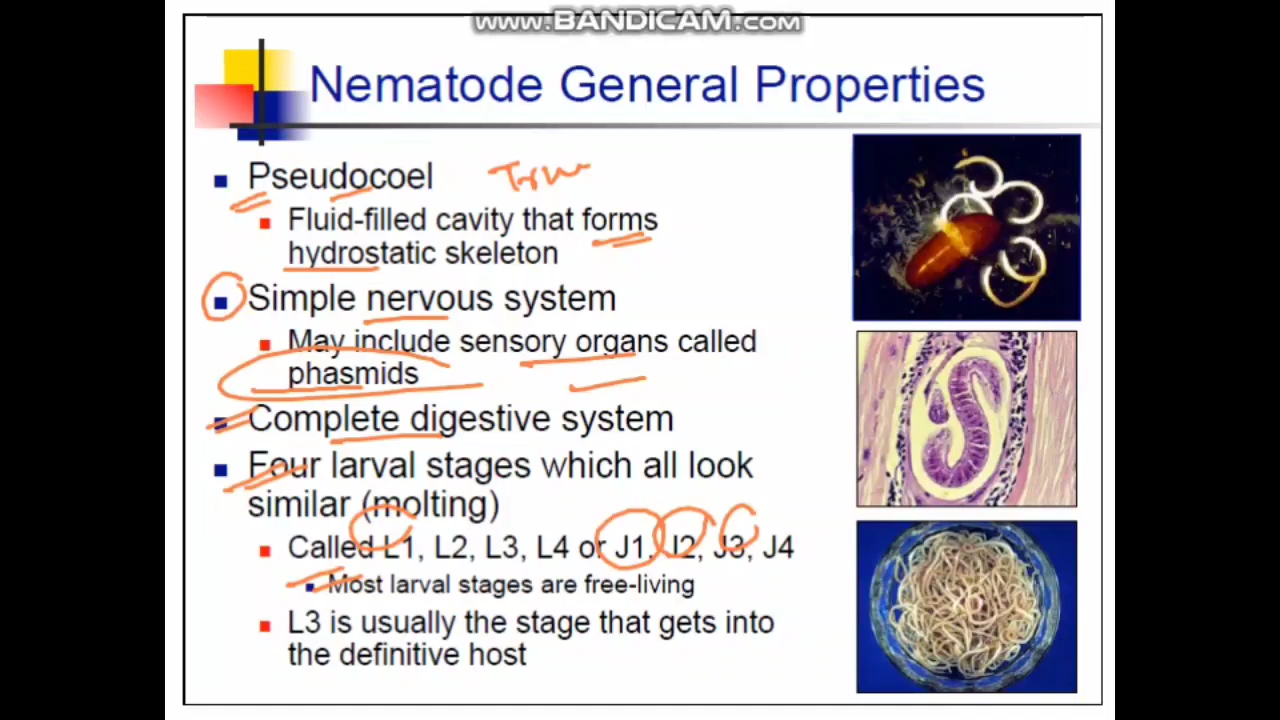 www.BANDICAM.com
Nematode General Properties
Pseudocoel True
Fluid-filled cavity that forms
hydrostatic skeleton
Simple nervous system
May include sensory organs called
phasmids
Complete digestive system
Four larval stages which all look
similar (molting)
Called L1, L2, L3, L4 or J1, J2, J3, J4
Most larval stages are free-living
L3 is usually the stage that gets into
the definitive host